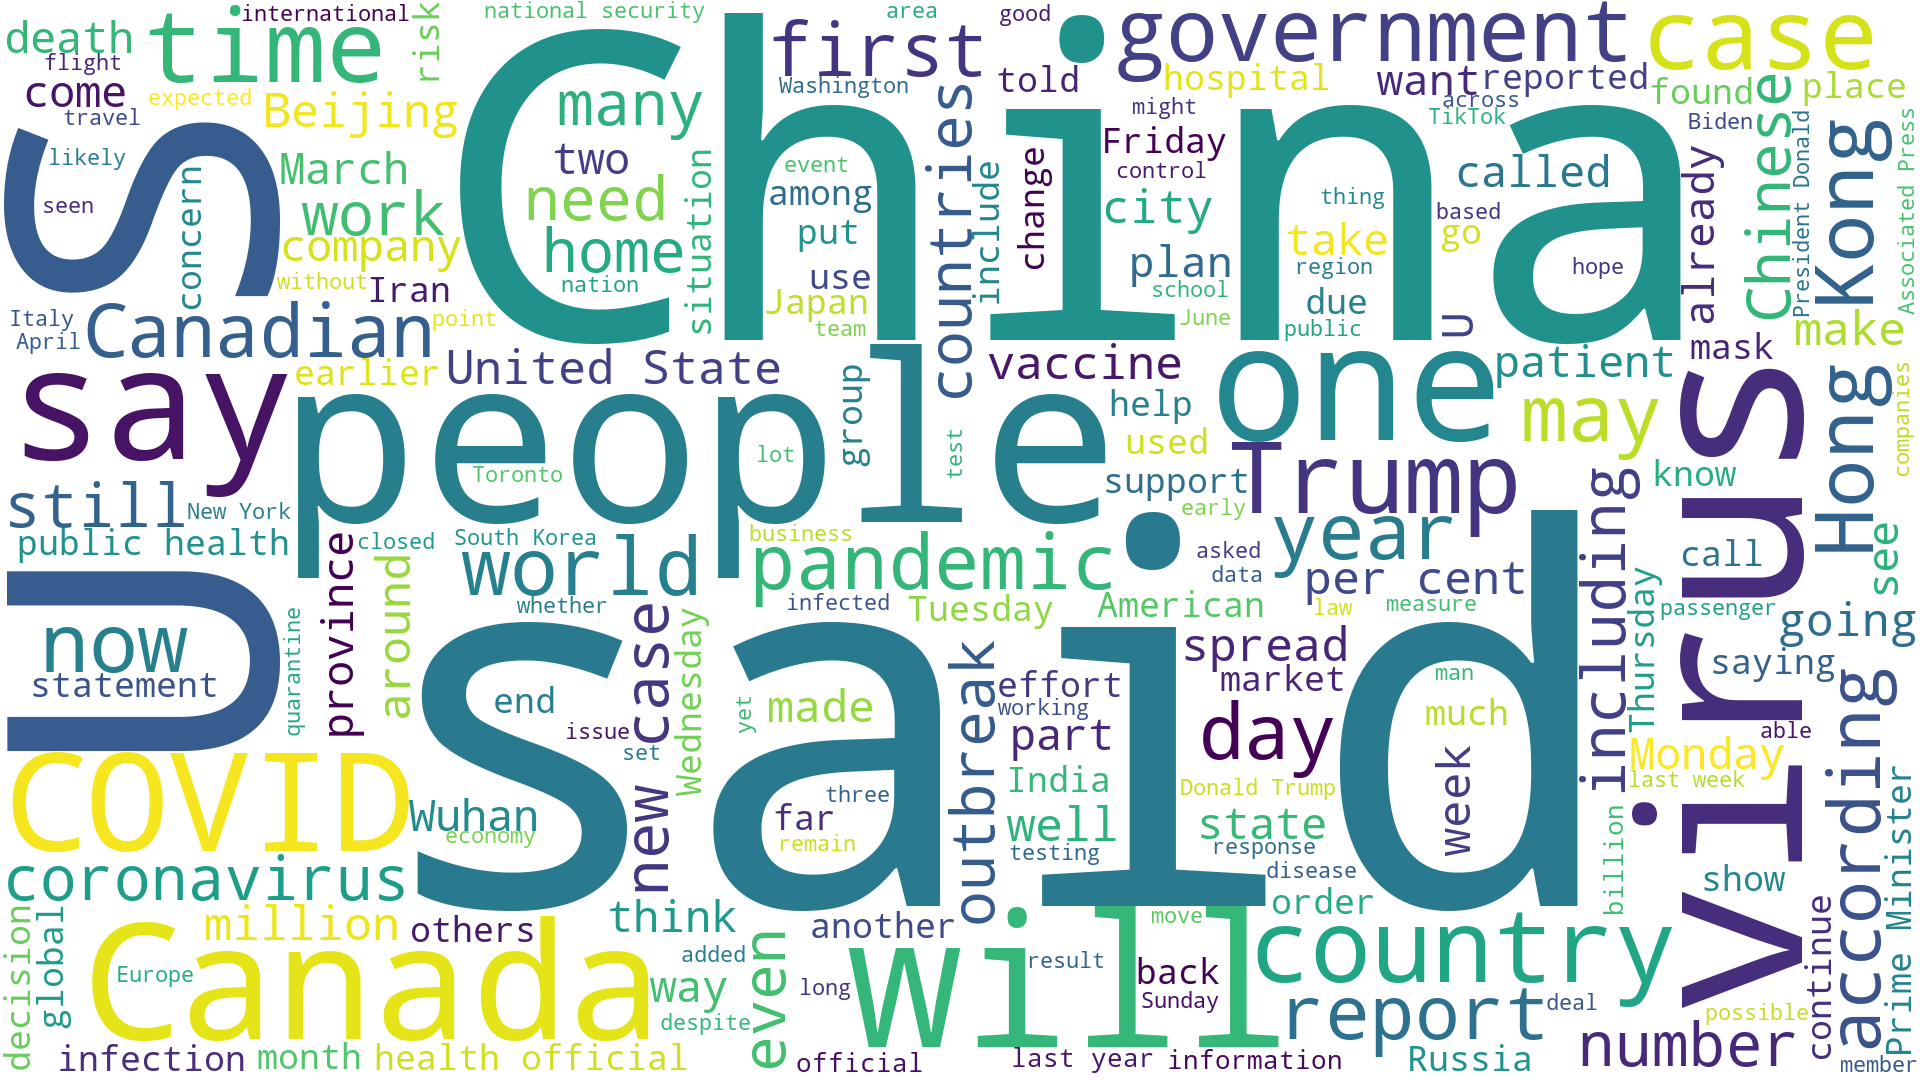 international
national security
area
good
death
time
risk
first
government
case
flight
come
expected
Beijing
travel
many
Washington
told
hospital
want
reported
found
place
might
across
TikTok
Biden
Friday
likely
March
two
event
control
called
concern
seen
work
need
situation
among
countries
include
change
city
thing
based
already
Chinese
President Donald
Hong Kong
Associated Press
S
China
company
home
put
plan
take
go
without
Iran
nation
use
region
hope
school
Japan
due
Italy
April
Canadian
point
team
June
public
U
make
mask
say
earlier
United State
people
group
vaccine
one
patient
help
may
companies
used
test
lot
Toronto
Trump
know
support
still
New York
early
public health
closed
South Korea
business
world
pandemic
year
asked
data
per cent
including
call
virus
see
U
now
statement
quarantine
province
around
whether
infected
Tuesday
American
law
measure
Thursday
passenger
going
said
new case
Wednesday
spread
saying
end
issue
set
yet
made
outbreak
effort
working
market
man
much
part
day
able
COVID
Wuhan
economy
far
three
remain
India
well
testing
Donald Trump
state
response
disease
week
Monday
last week
billion
according
Prime Minister
coronavirus
show
order
decision
global
million
others
think
another
will
move
country
continue
Canada
Europe
added
way
long
even
result
back
Sunday
despite
report
deal
possible
number
infection
month
health official
official
last year
information
Russia
member